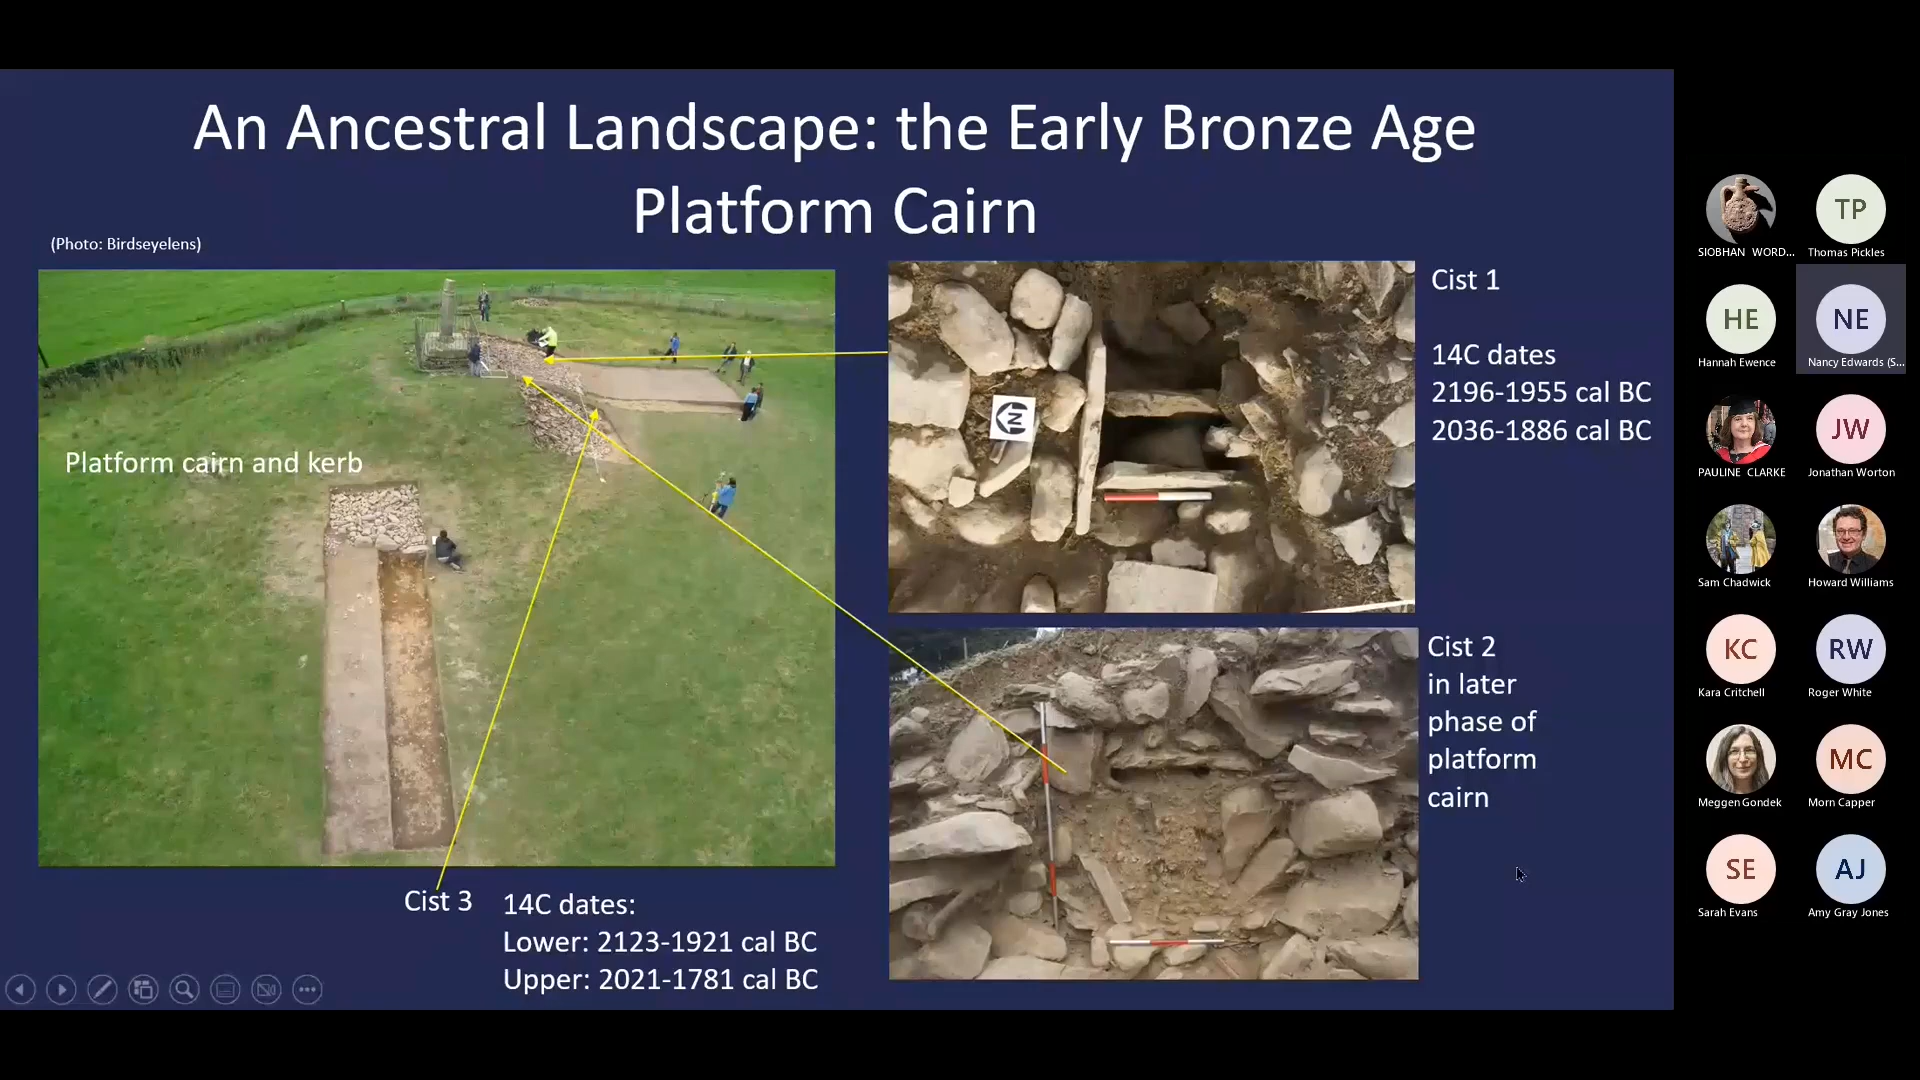 An Ancestral Landscape: the Early Bronze Age
Platform Cairn
(Photo: Birdseyelens)
Platform cairn and kerb
N
Cist 1
14C dates
2196-1955 cal BC
2036-1886 cal BC
Cist 2
in later
phase of
platform
cairn
Cist 3
14C dates:
Lower: 2123-1921 cal BC
Upper: 2021-1781 cal BC
SIOBHAN WORD...
TP
Thomas Pickles
HE
Hannah Ewence
NE
Nancy Edwards (S...
PAULINE CLARKE
JW
Jonathan Worton
Sam Chadwick
Howard Williams
KC
Kara Critchell
RW
Roger White
Meggen Gondek
MC
Morn Capper
SE
Sarah Evans
AJ
Amy Gray Jones